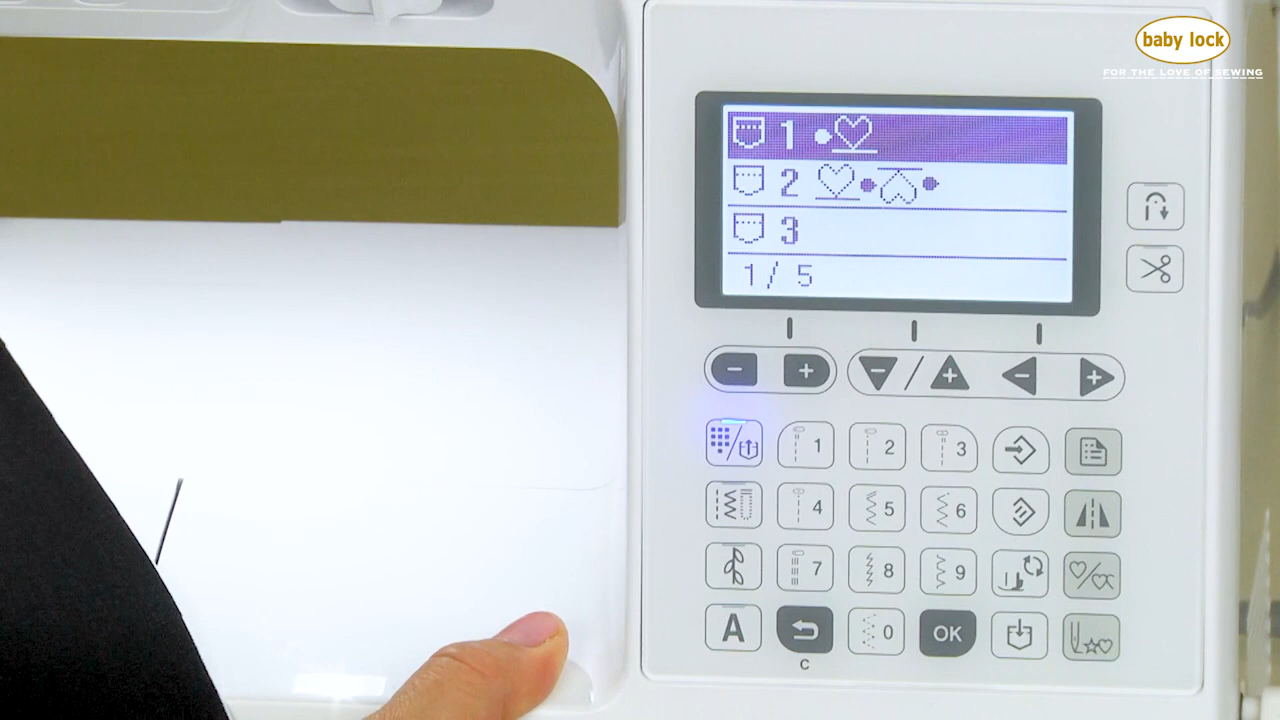 baby lock
FOR THE LOVE OF SEWING
1
2
3
1/ 5
- + - / + - +
1 2 3
4 5 6
7 8 9
A 0 OK
C